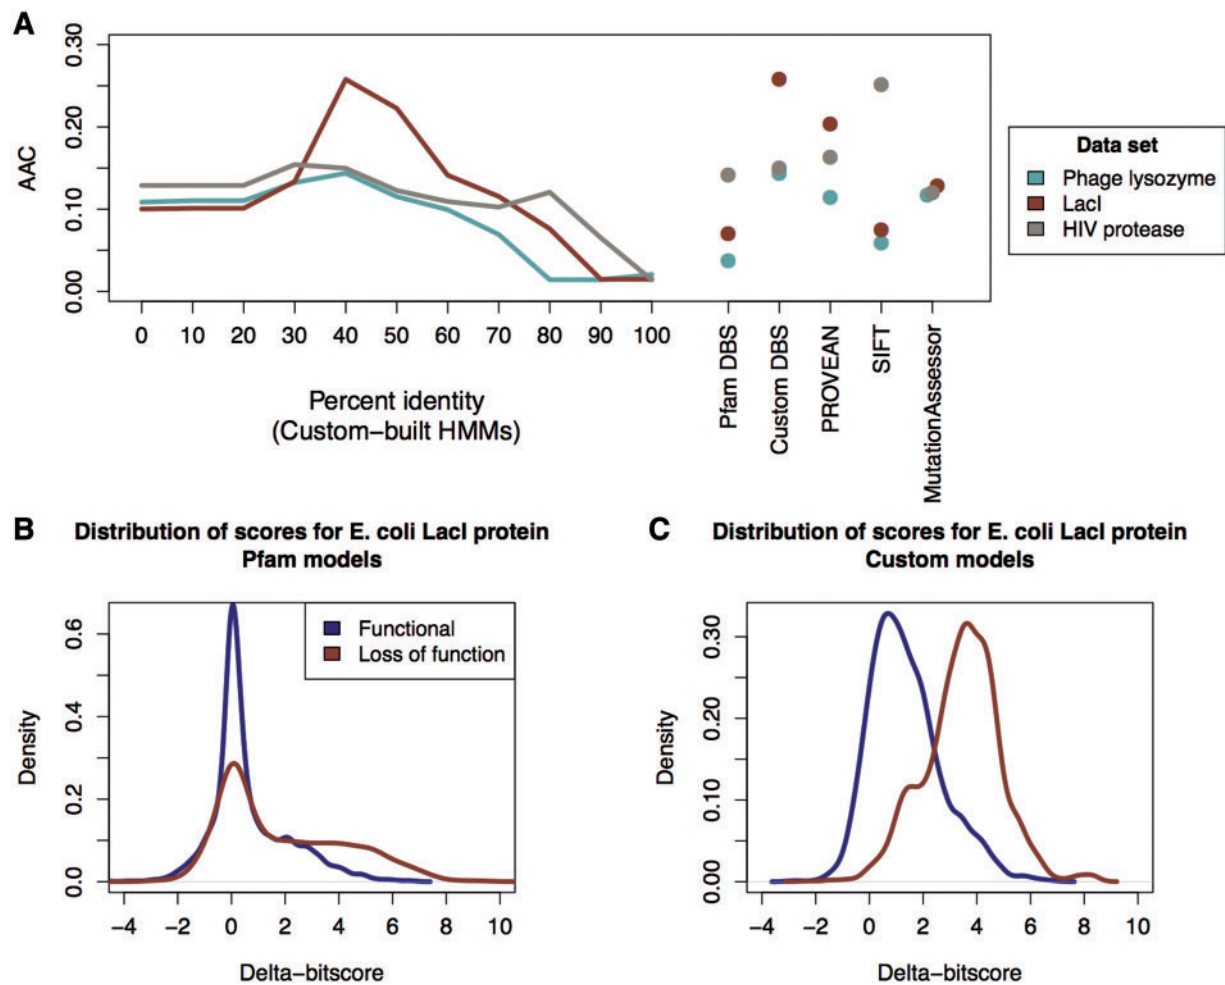 A
0.30
0.20
0.10
0.00
AAC
0 10 20 30 40 50 60 70 80 90 100
Percent identity
(Custom-built HMMs)
Pfam DBS
Custom DBS
PROVEAN
SIFT
MutationAssessor
Data set
Phage lysozyme
LacI
HIV protease
B
Distribution of scores for E. coli LacI protein
Pfam models
Functional
Loss of function
0.6
0.4
0.2
0.0
Density
-4 -2 0 2 4 6 8 10
Delta-bitscore
C
Distribution of scores for E. coli LacI protein
Custom models
0.30
0.20
0.10
0.00
Density
-4 -2 0 2 4 6 8 10
Delta-bitscore